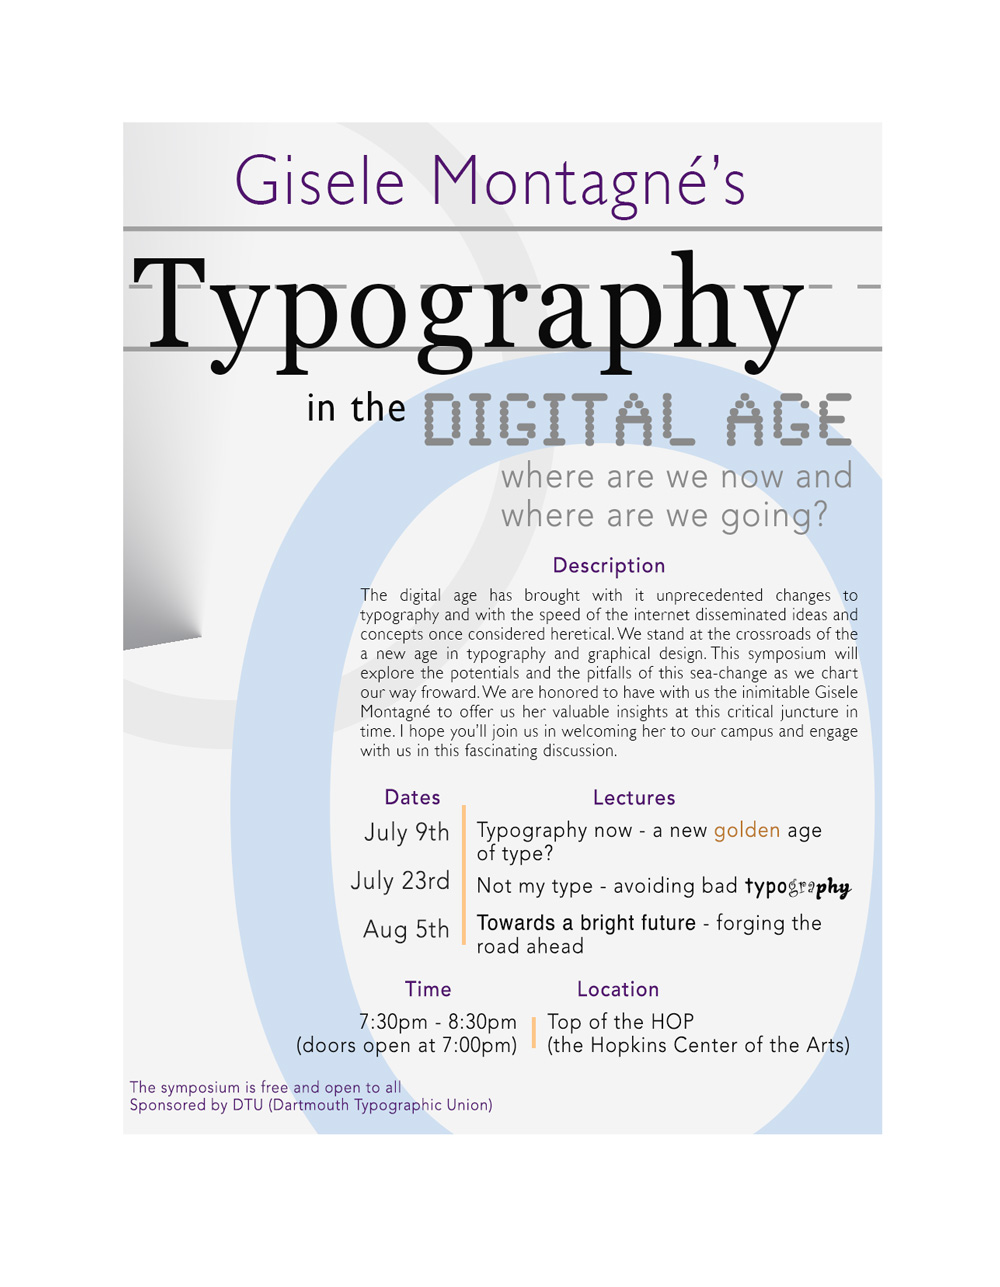 Gisele Montagné's
Typography
in the DIGITAL AGE
where are we now and
where are we going?
Description
The digital age has brought with it unprecedented changes to
typography and with the speed of the internet disseminated ideas and
concepts once considered heretical. We stand at the crossroads of the
a new age in typography and graphical design. This symposium will
explore the potentials and the pitfalls of this sea-change as we chart
our way froward. We are honored to have with us the inimitable Gisele
Montagné to offer us her valuable insights at this critical juncture in
time. I hope you'll join us in welcoming her to our campus and engage
with us in this fascinating discussion.
Dates
July 9th
July 23rd
Aug 5th
Lectures
Typography now - a new golden age
of type?
Not my type - avoiding bad typography
Towards a bright future - forging the
road ahead
Time
7:30pm - 8:30pm
(doors open at 7:00pm)
Location
Top of the HOP
(the Hopkins Center of the Arts)
The symposium is free and open to all
Sponsored by DTU (Dartmouth Typographic Union)